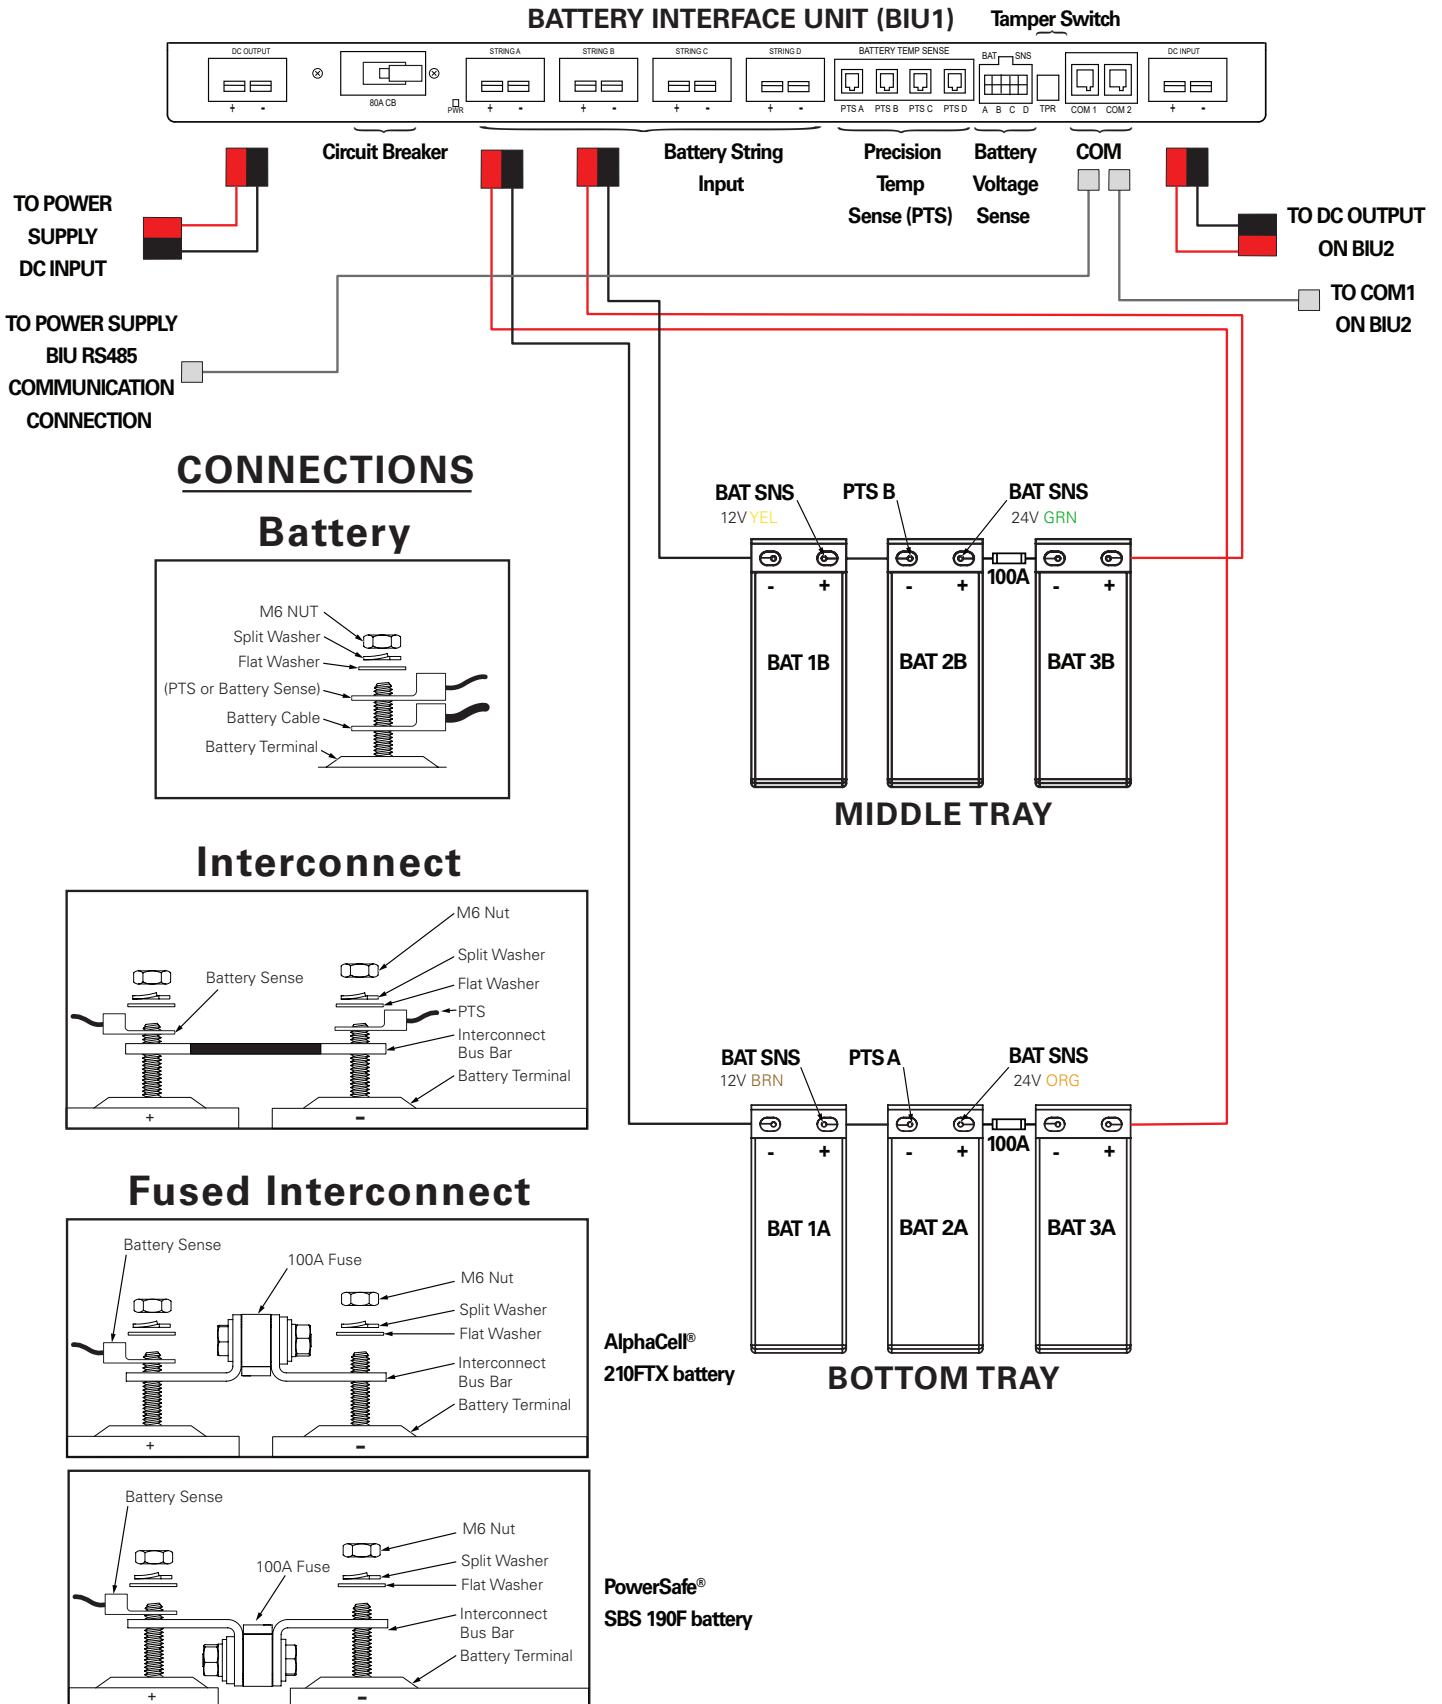 BATTERY INTERFACE UNIT (BIU1)
Tamper Switch
DC OUTPUT
STRING A
STRING B
STRING C
STRING D
BATTERY TEMP SENSE
BAT
SNS
DC INPUT
+ -
80A CB
PWR
+ -
+ -
+ -
+ -
PTS A PTS B PTS C PTS D
A B C D
TPR
COM 1 COM 2
+ -
Circuit Breaker
Battery String
Input
Precision
Temp
Sense (PTS)
Battery
Voltage
Sense
COM
TO POWER
SUPPLY
DC INPUT
TO DC OUTPUT
ON BIU2
TO COM1
ON BIU2
TO POWER SUPPLY
BIU RS485
COMMUNICATION
CONNECTION
CONNECTIONS
Battery
M6 NUT
Split Washer
Flat Washer
(PTS or Battery Sense)
Battery Cable
Battery Terminal
BAT SNS
12V YEL
PTS B
BAT SNS
24V GRN
100A
- +
- +
- +
BAT 1B
BAT 2B
BAT 3B
MIDDLE TRAY
Interconnect
M6 Nut
Split Washer
Battery Sense
Flat Washer
PTS
Interconnect
Bus Bar
Battery Terminal
+
-
BAT SNS
12V BRN
PTS A
BAT SNS
24V ORG
100A
- +
- +
- +
BAT 1A
BAT 2A
BAT 3A
BOTTOM TRAY
Fused Interconnect
Battery Sense
100A Fuse
M6 Nut
Split Washer
Flat Washer
Interconnect
Bus Bar
Battery Terminal
+
-
AlphaCell®
210FTX battery
Battery Sense
M6 Nut
100A Fuse
Split Washer
Flat Washer
Interconnect
Bus Bar
Battery Terminal
+
-
PowerSafe®
SBS 190F battery